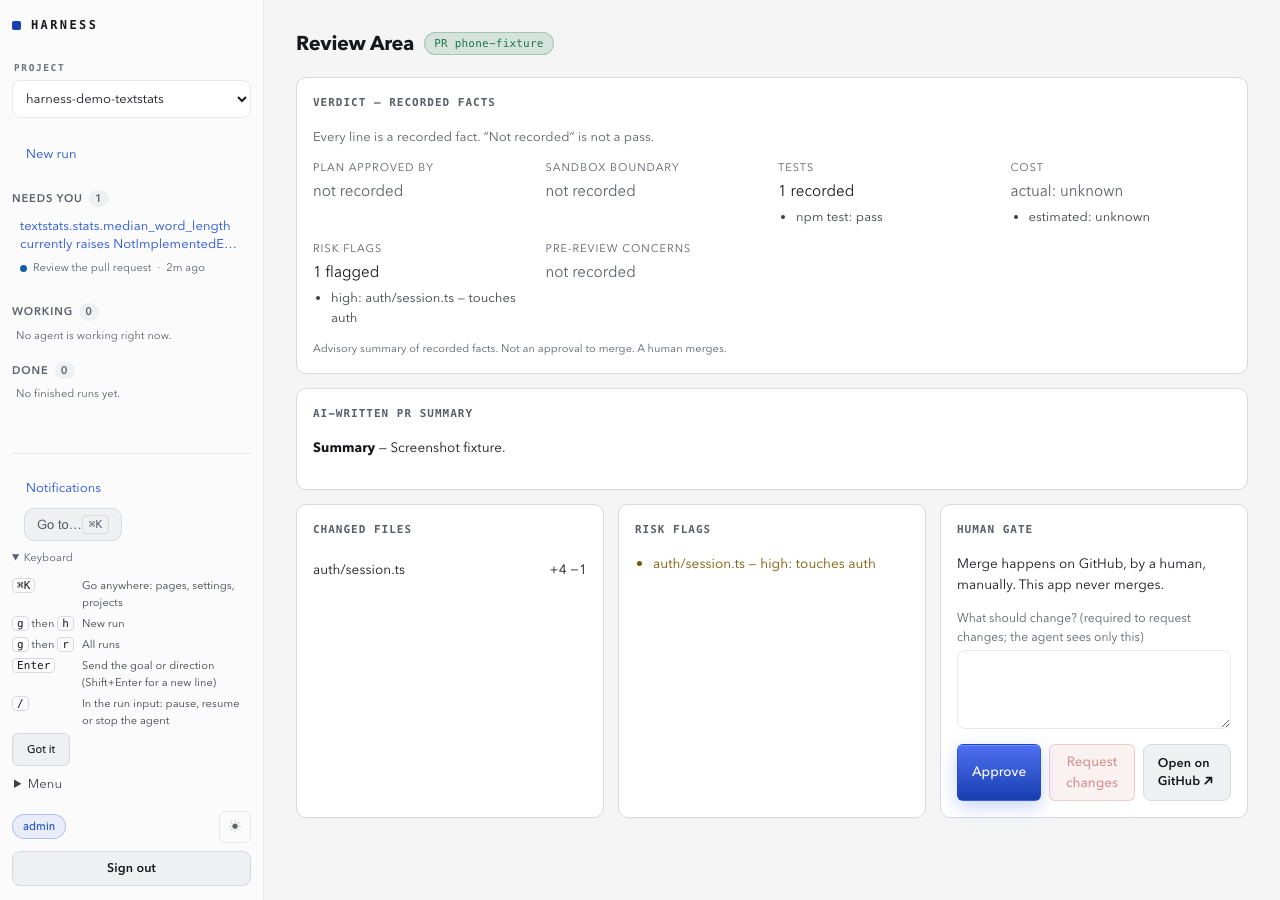 HARNESS
PROJECT
harness-demo-textstats
New run
NEEDS YOU 1
textstats.stats.median_word_length
currently raises NotImplementedE…
Review the pull request · 2m ago
WORKING 0
No agent is working right now.
DONE 0
No finished runs yet.
Notifications
Go to… ⌘K
▼ Keyboard
⌘K Go anywhere: pages, settings,
projects
g then h New run
g then r All runs
Enter Send the goal or direction
(Shift+Enter for a new line)
/ In the run input: pause, resume
or stop the agent
Got it
▶ Menu
admin
Sign out
Review Area PR phone-fixture
VERDICT — RECORDED FACTS
Every line is a recorded fact. “Not recorded” is not a pass.
PLAN APPROVED BY
not recorded
SANDBOX BOUNDARY
not recorded
TESTS
1 recorded
• npm test: pass
COST
actual: unknown
• estimated: unknown
RISK FLAGS
1 flagged
• high: auth/session.ts — touches
auth
PRE-REVIEW CONCERNS
not recorded
Advisory summary of recorded facts. Not an approval to merge. A human merges.
AI-WRITTEN PR SUMMARY
Summary — Screenshot fixture.
CHANGED FILES
auth/session.ts +4 −1
RISK FLAGS
• auth/session.ts — high: touches auth
HUMAN GATE
Merge happens on GitHub, by a human,
manually. This app never merges.
What should change? (required to request
changes; the agent sees only this)
Approve
Request
changes
Open on
GitHub ↗